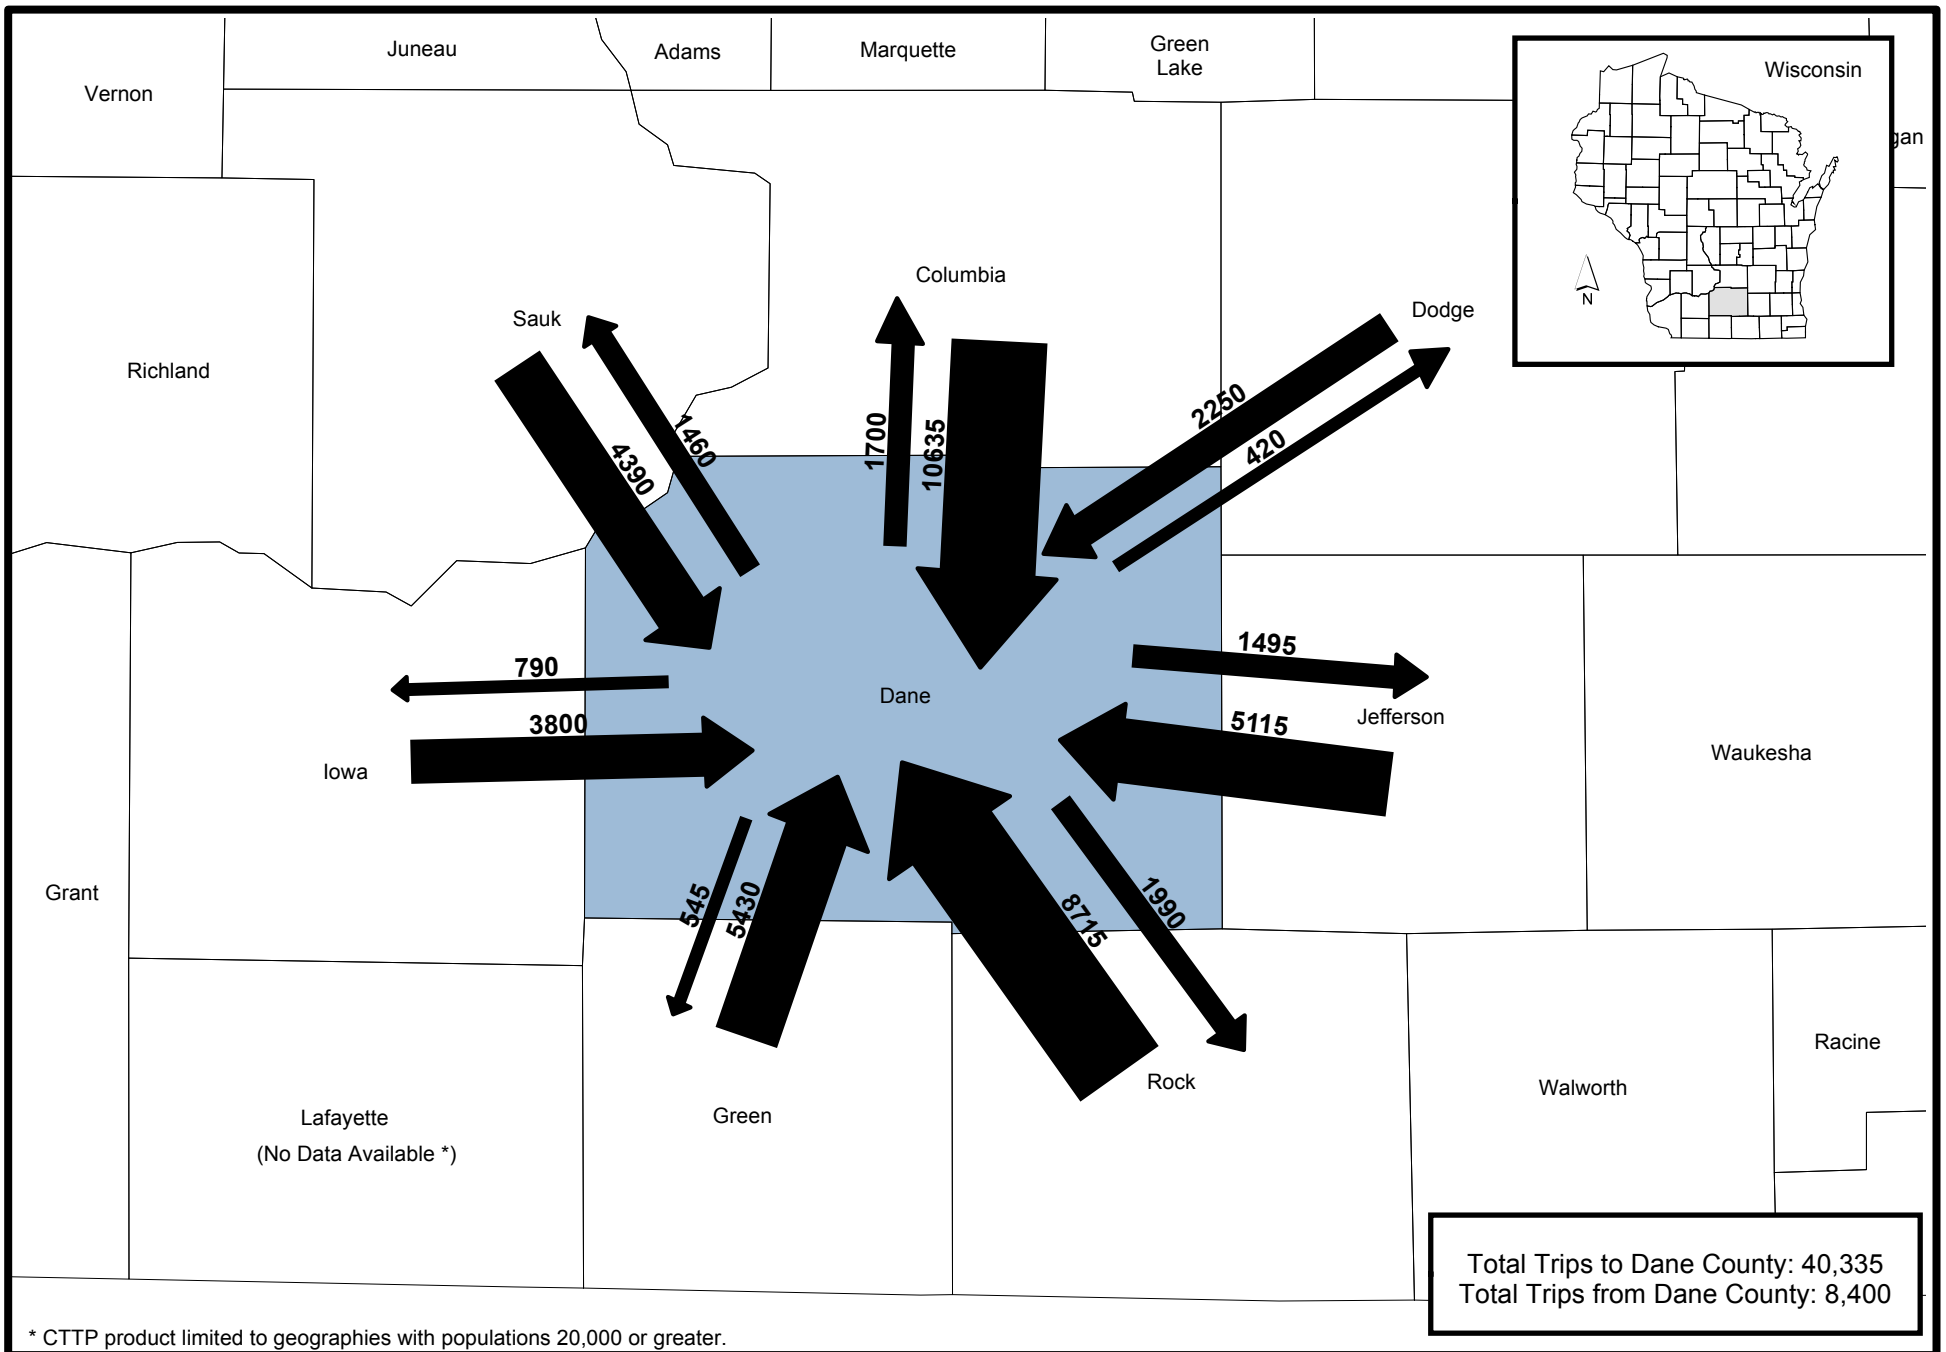 Juneau
Adams
Marquette
Green
Lake
Wisconsin
Vernon
gan
Columbia
Sauk
Dodge
N
Richland
2250
1460
1700
10635
420
4390
1495
790
Dane
Jefferson
5115
3800
Waukesha
Iowa
Grant
545
5430
8715
1990
Racine
Rock
Walworth
Lafayette
(No Data Available *)
Green
Total Trips to Dane County: 40,335
Total Trips from Dane County: 8,400
* CTTP product limited to geographies with populations 20,000 or greater.